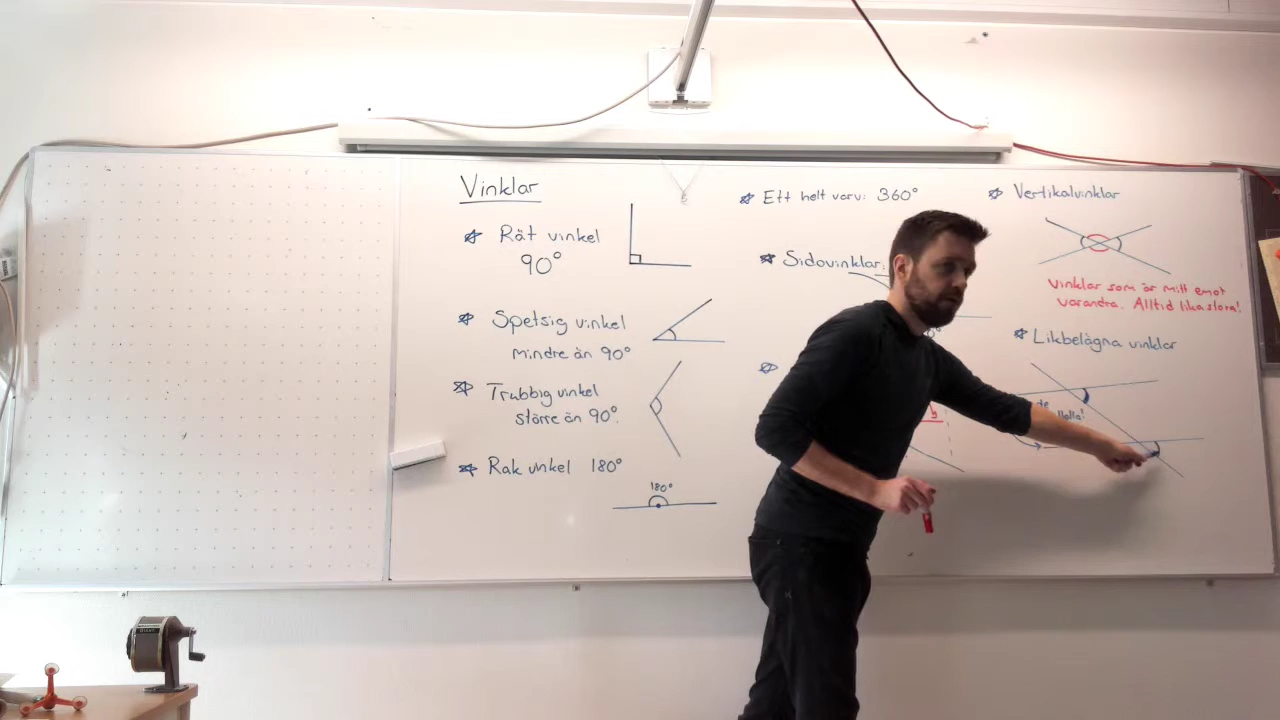 Vinklar
Rät vinkel
90°
Spetsig vinkel
mindre än 90°
Trubbig vinkel
större än 90°.
Rak vinkel 180°
180°
Ett helt varv: 360°
Sidovinklar
Vertikalvinklar
Vinklar som är mitt emot
varandra. Alltid lika stora!
Likbelägna vinklar